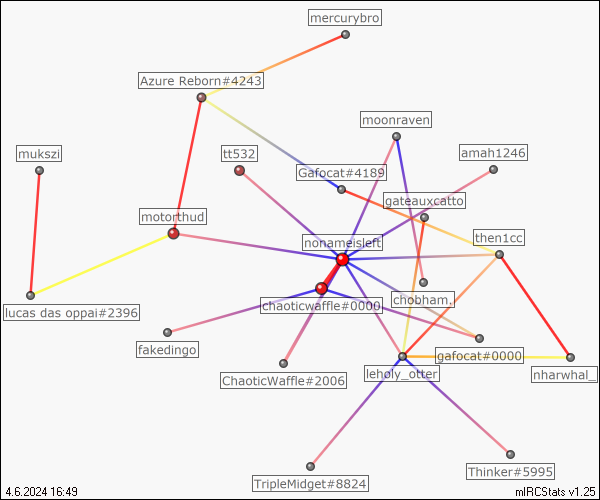 mercurybro
Azure Reborn#4243
moonraven
mukszi
tt532
amah1246
Gafocat#4189
gateauxcatto
motorthud
nonameisleft
then1cc
chobham.
chaoticwaffle#0000
lucas das oppai#2396
fakedingo
gafocat#0000
ChaoticWaffle#2006
leholy_otter
nharwhal_
Thinker#5995
TripleMidget#8824
4.6.2024 16:49
mIRCStats v1.25